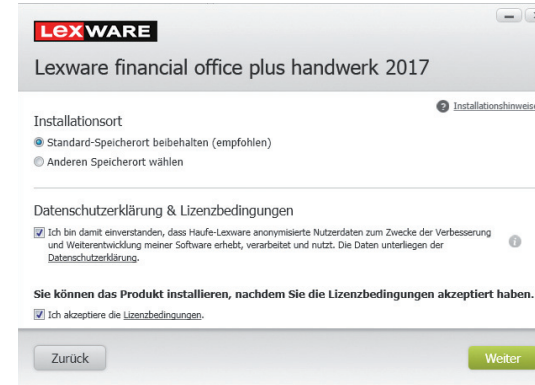 LEXWARE
Lexware financial office plus handwerk 2017
Installationshinweise
Installationsort
Standard-Speicherort beibehalten (empfohlen)
Anderen Speicherort wählen
Datenschutzerklärung & Lizenzbedingungen
Ich bin damit einverstanden, dass Haufe-Lexware anonymisierte Nutzerdaten zum Zwecke der Verbesserung
und Weiterentwicklung meiner Software erhebt, verarbeitet und nutzt. Die Daten unterliegen der
Datenschutzerklärung.
Sie können das Produkt installieren, nachdem Sie die Lizenzbedingungen akzeptiert haben.
Ich akzeptiere die Lizenzbedingungen.
Zurück
Weiter